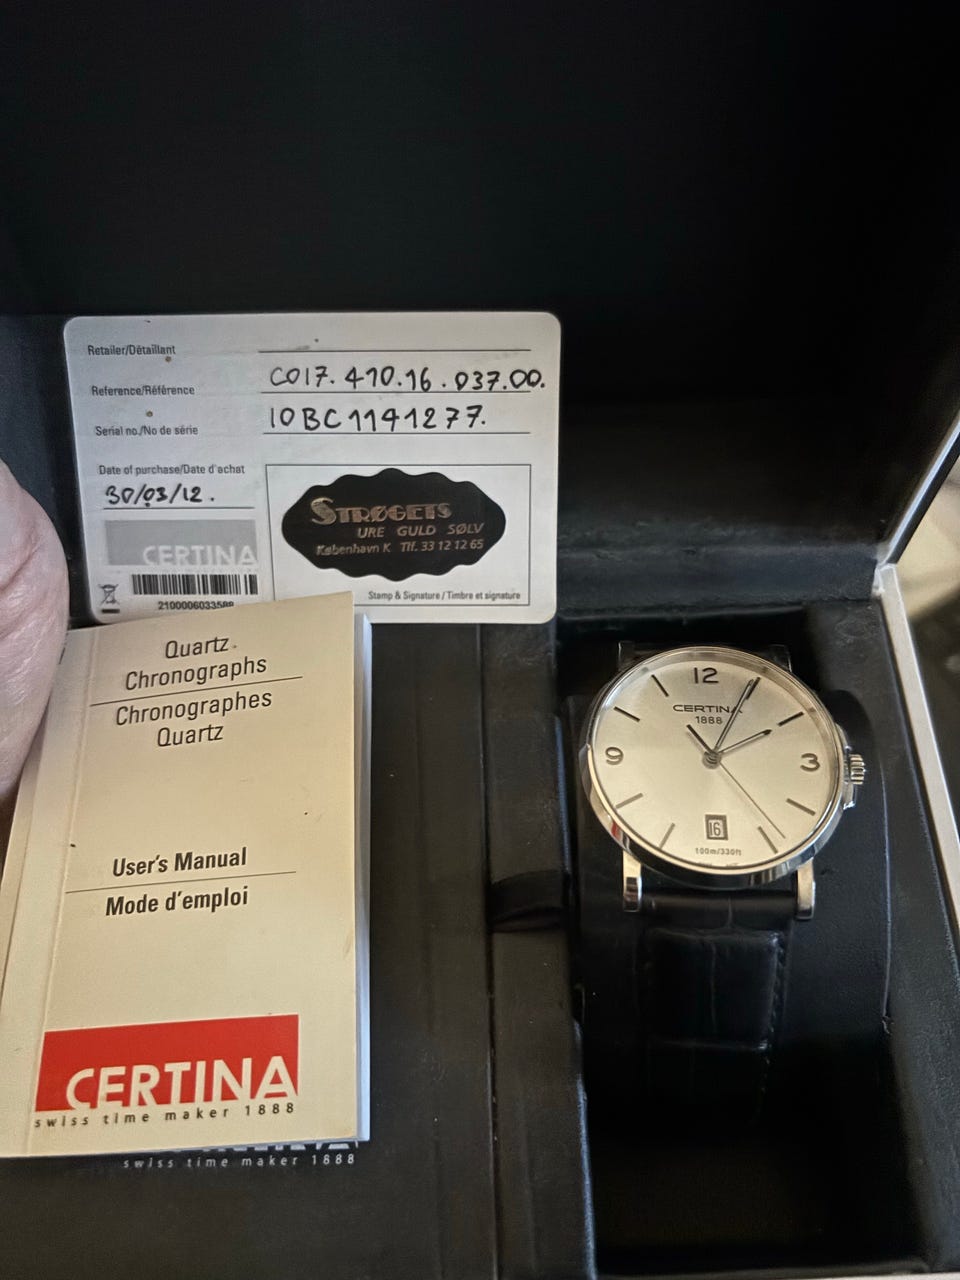 Retailer/Détaillant
Reference/Référence C017.410.16.037.00.
Serial no./No de série 10BC1141277.
Date of purchase/Date d'achat
30/03/12.
STRØGETS
URE GULD SØLV
København K Tlf. 33 12 12 65
CERTINA
2100006033588
Stamp & Signature / Timbre et signature
Quartz
Chronographs
Chronographes
Quartz
User's Manual
Mode d'emploi
CERTINA
swiss time maker 1888
swiss time maker 1888
12
CERTINA
1888
9
3
16
100m/330ft